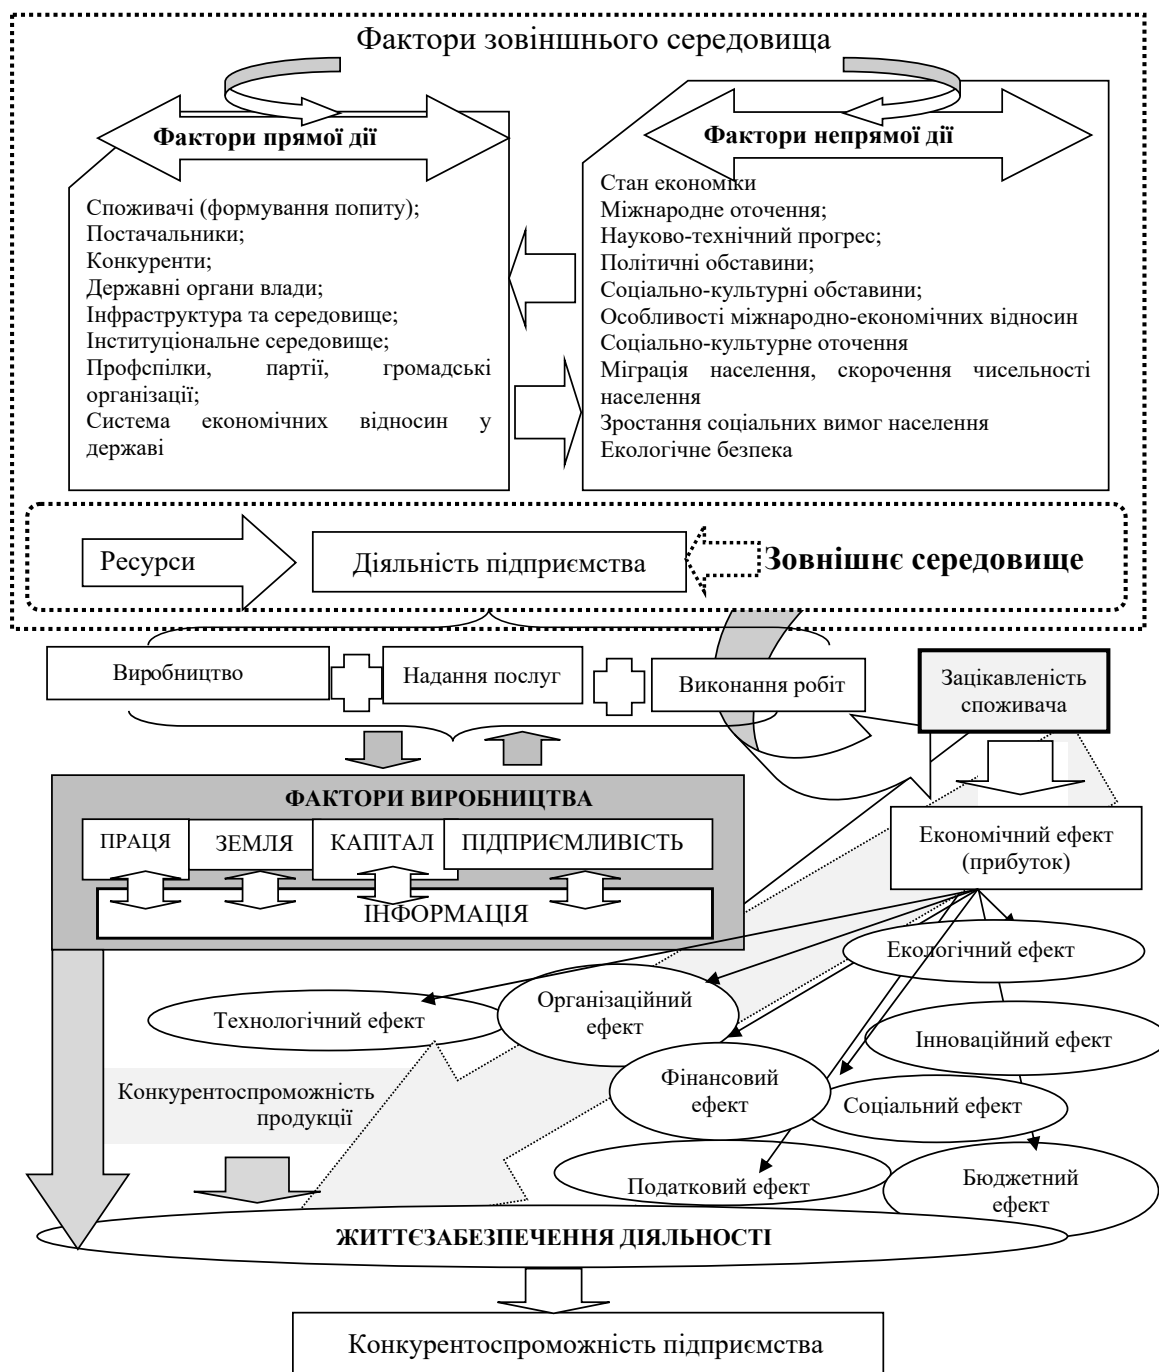 Фактори зовіншнього середовища
Фактори прямої дії
Споживачі (формування попиту);
Постачальники;
Конкуренти;
Державні органи влади;
Інфраструктура та середовище;
Інституціональне середовище;
Профспілки, партії, громадські
організації;
Система економічних відносин у
державі
Фактори непрямої дії
Стан економіки
Міжнародне оточення;
Науково-технічний прогрес;
Політичні обставини;
Соціально-культурні обставини;
Особливості міжнародно-економічних відносин
Соціально-культурне оточення
Міграція населення, скорочення чисельності
населення
Зростання соціальних вимог населення
Екологічне безпека
Ресурси
Діяльність підприємства
Зовнішнє середовище
Виробництво
Надання послуг
Виконання робіт
Зацікавленість
споживача
ФАКТОРИ ВИРОБНИЦТВА
ПРАЦЯ
ЗЕМЛЯ
КАПІТАЛ
ПІДПРИЄМЛИВІСТЬ
ІНФОРМАЦІЯ
Економічний ефект
(прибуток)
Екологічний ефект
Організаційний
ефект
Технологічний ефект
Інноваційний ефект
Фінансовий
ефект
Соціальний ефект
Конкурентоспроможність
продукції
Податковий ефект
Бюджетний
ефект
ЖИТТЄЗАБЕЗПЕЧЕННЯ ДІЯЛЬНОСТІ
Конкурентоспроможність підприємства